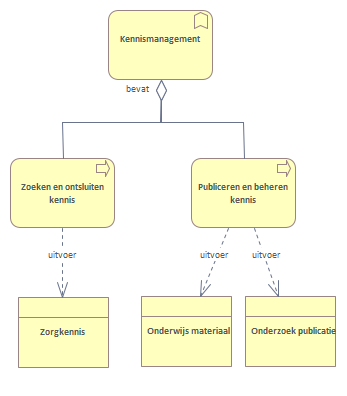 Kennismanagement
bevat
Zoeken en ontsluiten
kennis
Publiceren en beheren
kennis
uitvoer
uitvoer
uitvoer
Zorgkennis
Onderwijs materiaal
Onderzoek publicatie